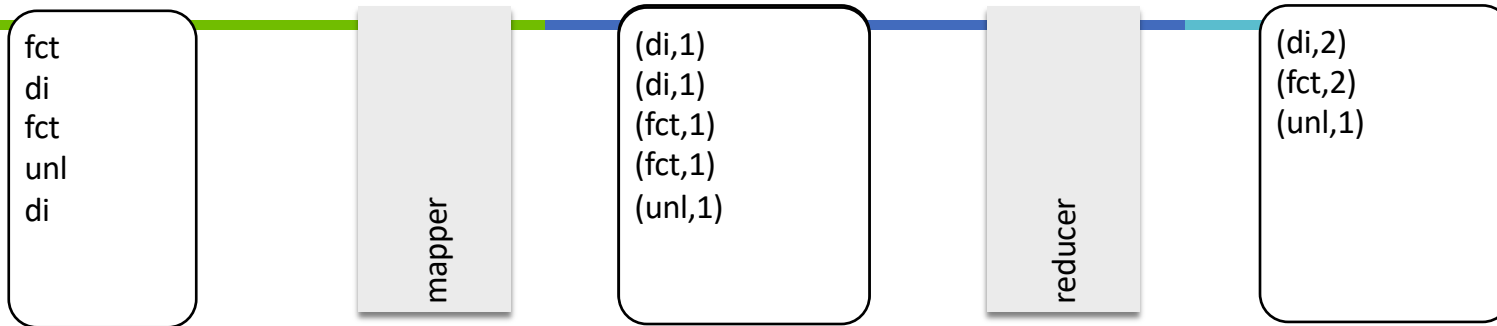 fct
di
fct
unl
di
mapper
(di,1)
(di,1)
(fct,1)
(fct,1)
(unl,1)
reducer
(di,2)
(fct,2)
(unl,1)